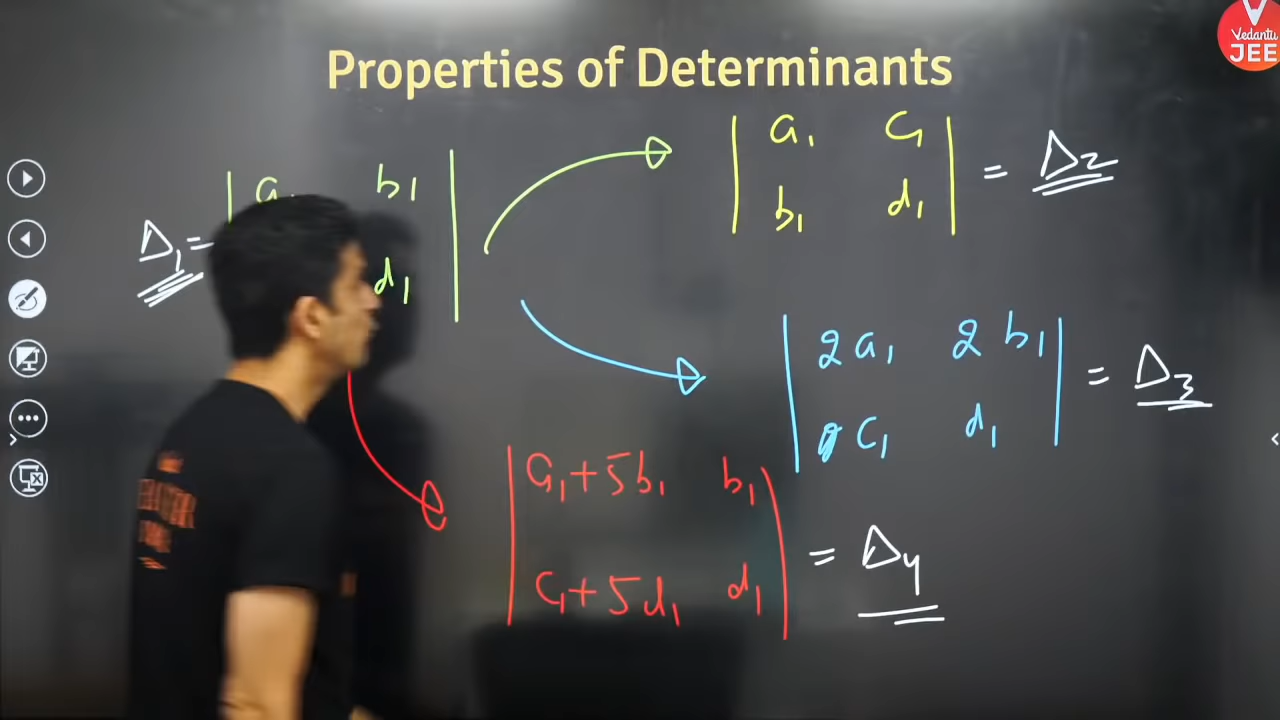 Vedantu
JEE
Properties of Determinants
Δ₁ = | a b₁ |
d₁ |
| a₁ c₁ | = Δ₂
| b₁ d₁ |
| 2a₁ 2b₁ | = Δ₃
| c₁ d₁ |
| a₁+5b₁ b₁ | = Δ₄
| c₁+5d₁ d₁ |